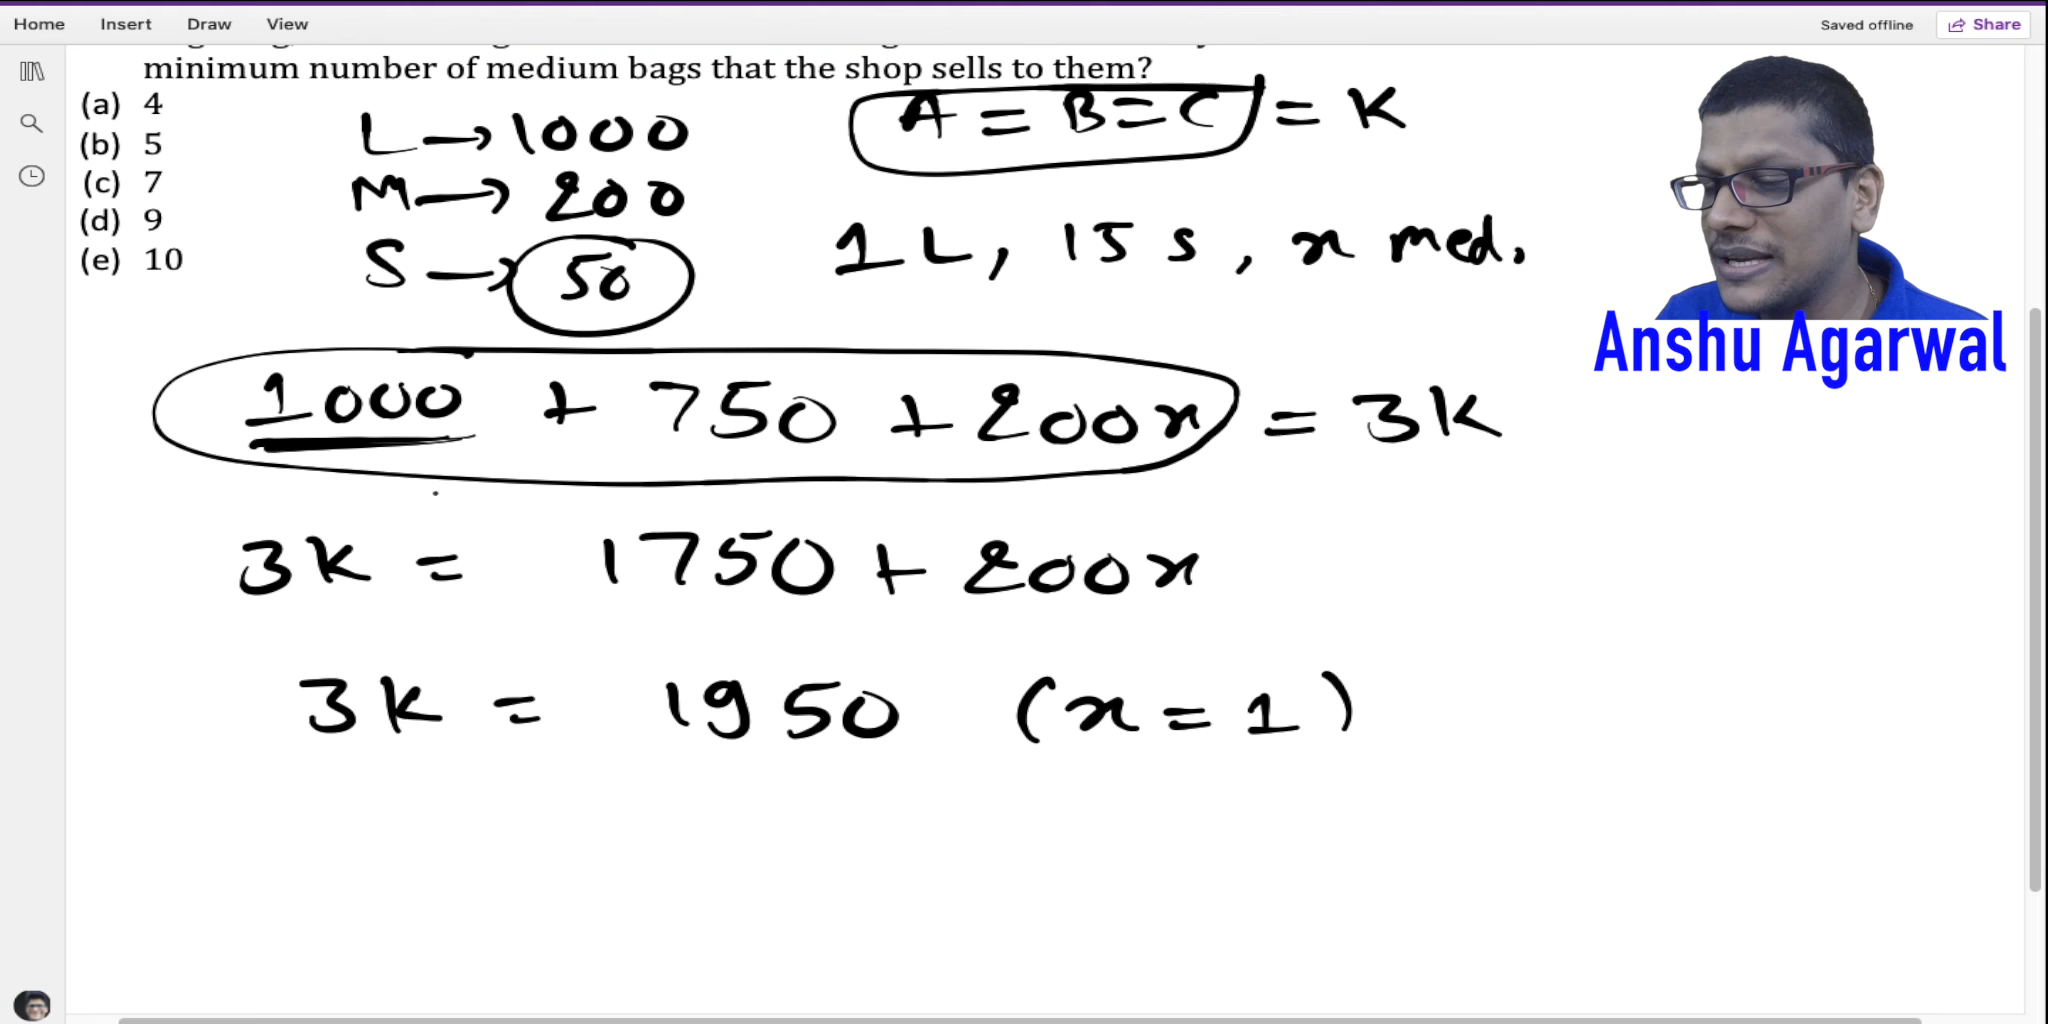 Home Insert Draw View Saved offline Share
minimum number of medium bags that the shop sells to them?
(a) 4
(b) 5
(c) 7
(d) 9
(e) 10
L → 1000
M → 200
S → 50
A = B = C = K
1 L, 15 S, x med.
Anshu Agarwal
1000 + 750 + 200x = 3K
3K = 1750 + 200x
3K = 1950 (x = 1)